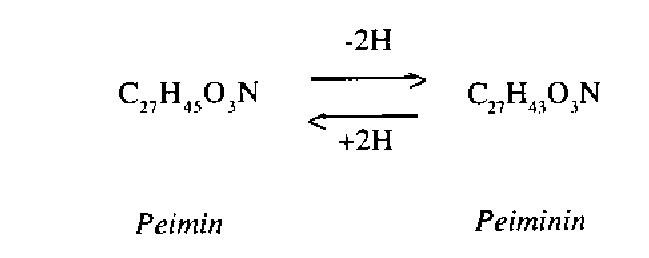 -2H
C₂₇H₄₅O₃N C₂₇H₄₃O₃N
+2H
Peimin Peiminin